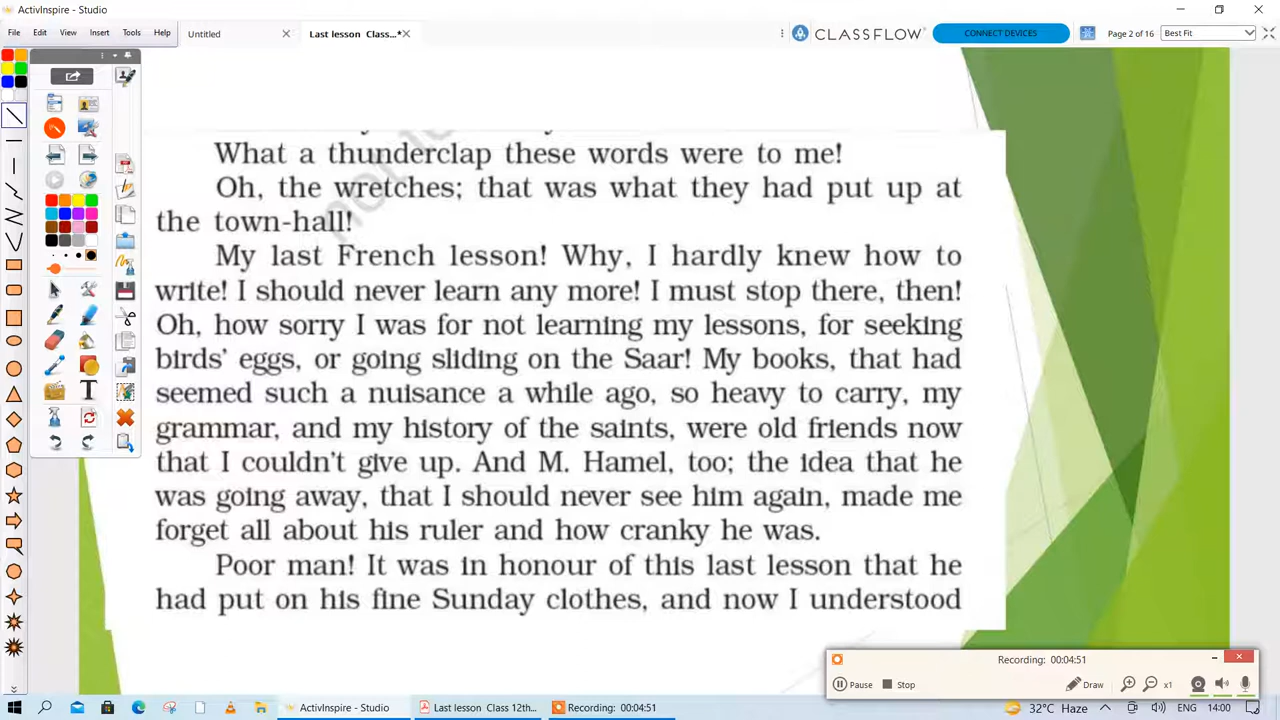 ActivInspire - Studio
File Edit View Insert Tools Help
Untitled
Last lesson Class...*
CLASSFLOW
CONNECT DEVICES
Page 2 of 16
Best Fit
What a thunderclap these words were to me!
Oh, the wretches; that was what they had put up at
the town-hall!
My last French lesson! Why, I hardly knew how to
write! I should never learn any more! I must stop there, then!
Oh, how sorry I was for not learning my lessons, for seeking
birds' eggs, or going sliding on the Saar! My books, that had
seemed such a nuisance a while ago, so heavy to carry, my
grammar, and my history of the saints, were old friends now
that I couldn't give up. And M. Hamel, too; the idea that he
was going away, that I should never see him again, made me
forget all about his ruler and how cranky he was.
Poor man! It was in honour of this last lesson that he
had put on his fine Sunday clothes, and now I understood
Recording: 00:04:51
Pause
Stop
Draw
x1
ActivInspire - Studio
Last lesson Class 12th...
Recording: 00:04:51
32°C Haze
ENG
14:00